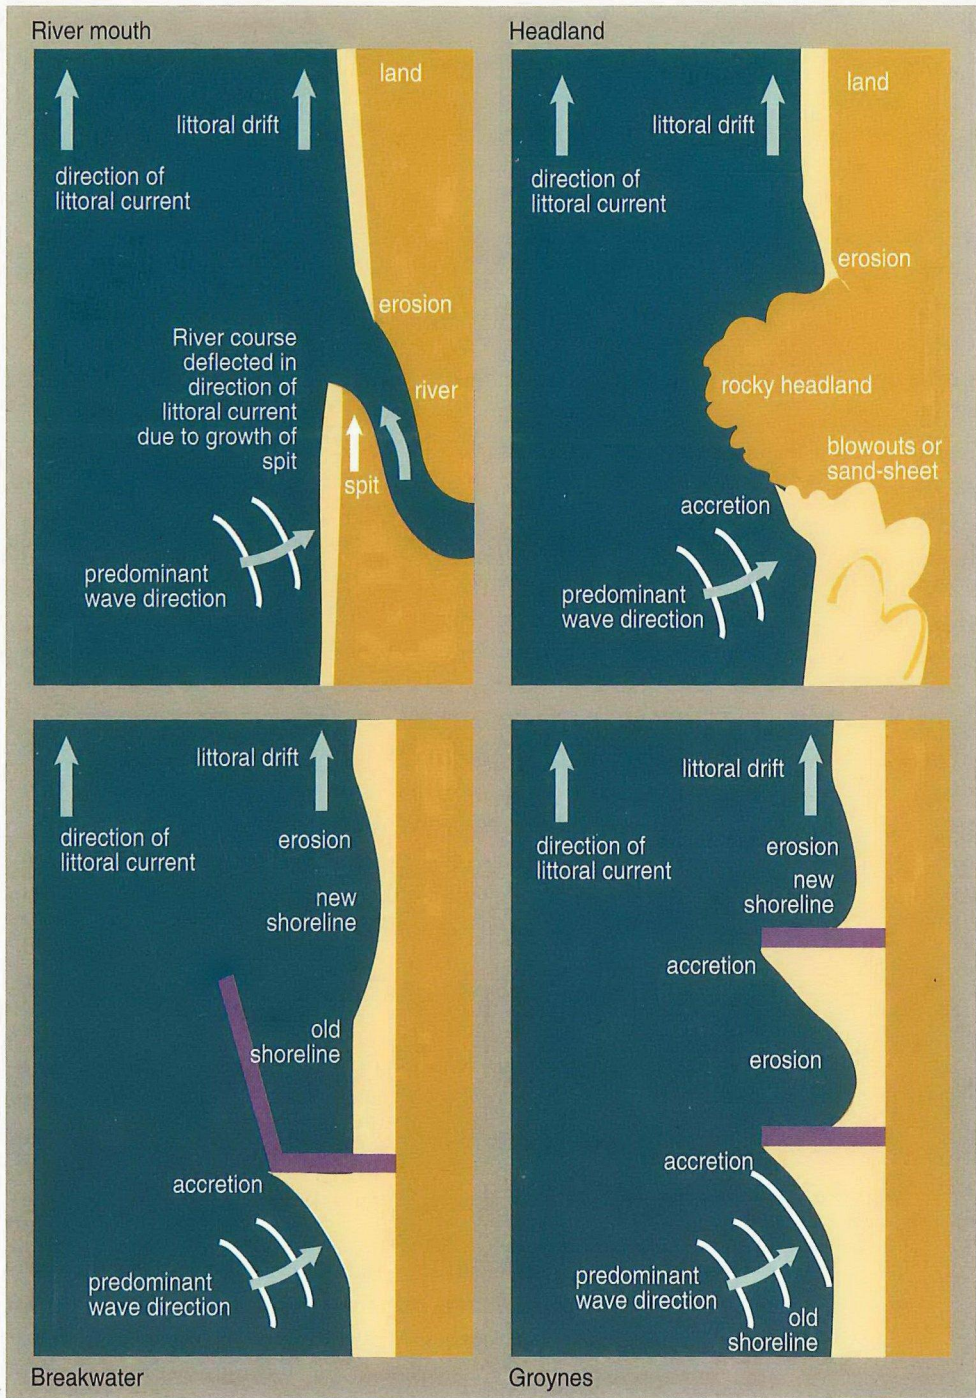 River mouth
land
littoral drift
direction of
littoral current
erosion
River course
deflected in
direction of
littoral current
due to growth of
spit
river
spit
predominant
wave direction
Headland
land
littoral drift
direction of
littoral current
erosion
rocky headland
blowouts or
sand-sheet
accretion
predominant
wave direction
littoral drift
direction of
littoral current
erosion
new
shoreline
old
shoreline
accretion
predominant
wave direction
Breakwater
littoral drift
direction of
littoral current
erosion
new
shoreline
accretion
erosion
accretion
predominant
wave direction
old
shoreline
Groynes